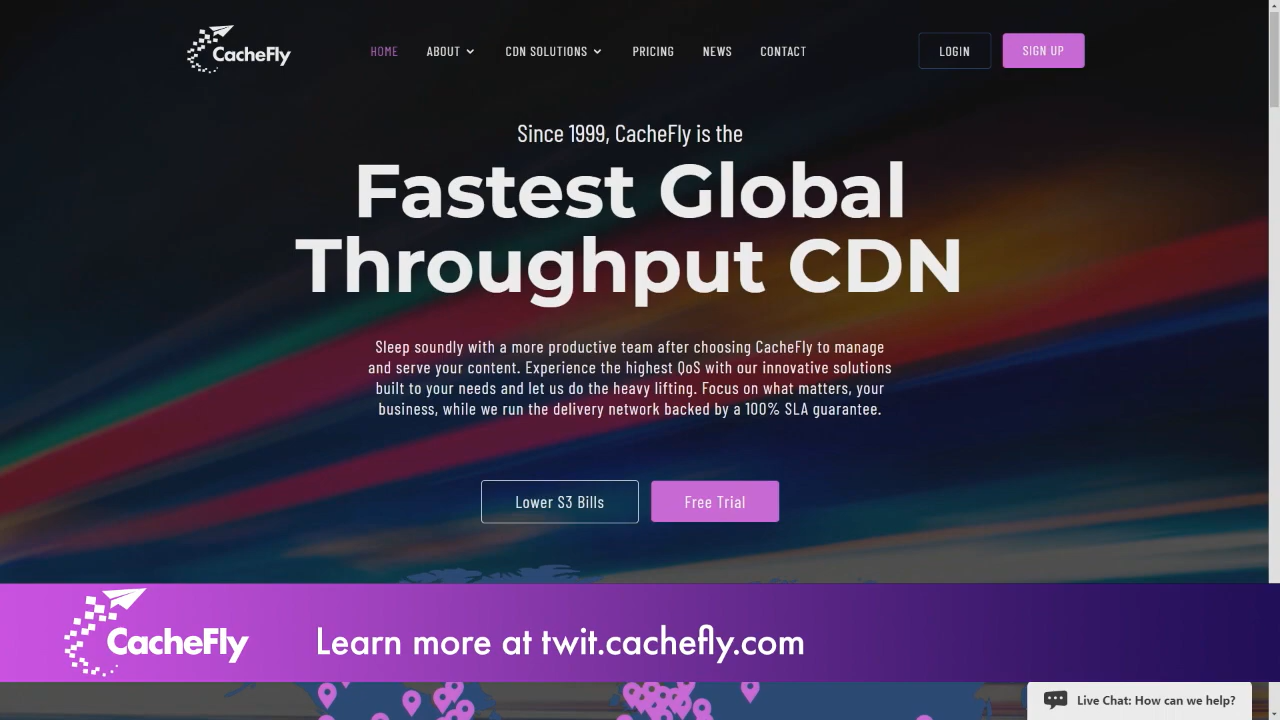 CacheFly
HOME
ABOUT
CDN SOLUTIONS
PRICING
NEWS
CONTACT
LOGIN
SIGN UP
Since 1999, CacheFly is the
Fastest Global
Throughput CDN
Sleep soundly with a more productive team after choosing CacheFly to manage
and serve your content. Experience the highest QoS with our innovative solutions
built to your needs and let us do the heavy lifting. Focus on what matters, your
business, while we run the delivery network backed by a 100% SLA guarantee.
Lower S3 Bills
Free Trial
CacheFly
Learn more at twit.cachefly.com
Live Chat: How can we help?